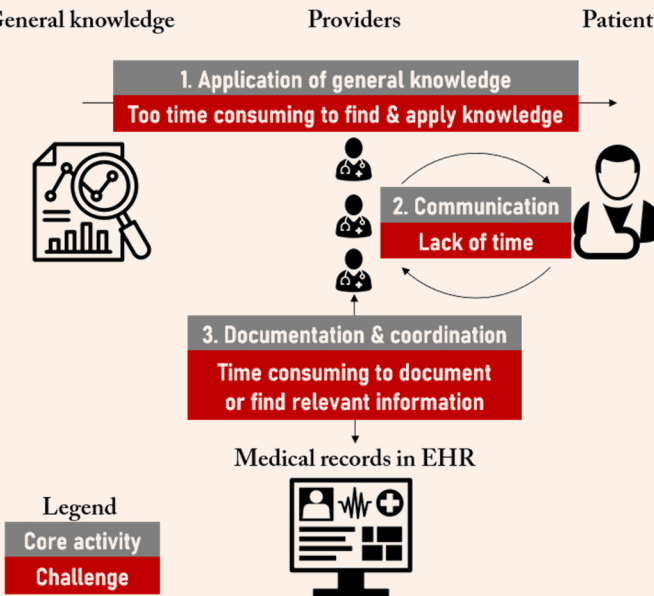 General knowledge
Providers
Patient
1. Application of general knowledge
Too time consuming to find & apply knowledge
2. Communication
Lack of time
3. Documentation & coordination
Time consuming to document
or find relevant information
Medical records in EHR
Legend
Core activity
Challenge